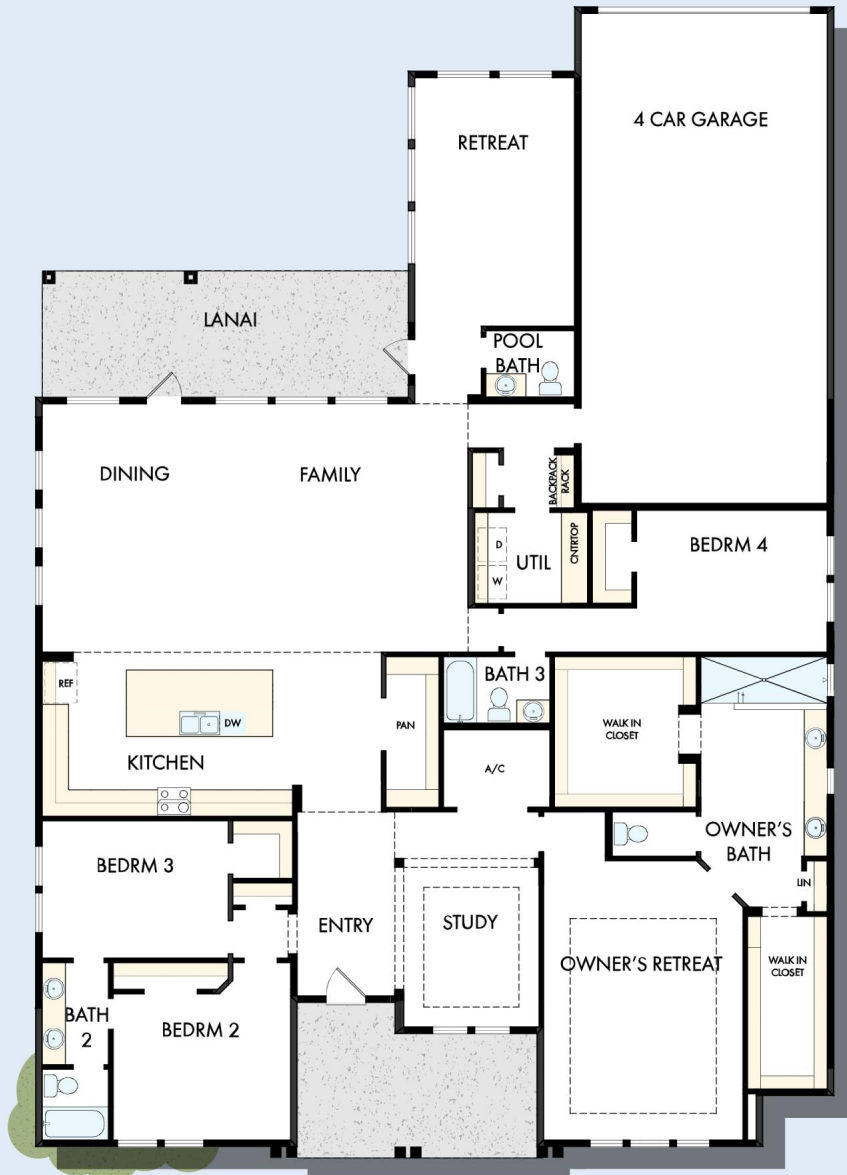 4 CAR GARAGE
RETREAT
LANAI
POOL
BATH
DINING
FAMILY
BACKPACK
RACK
D
W
UTIL
CNTRTOP
BEDRM 4
REF
DW
KITCHEN
PAN
BATH 3
A/C
WALK IN
CLOSET
OWNER'S
BATH
LIN
BEDRM 3
ENTRY
STUDY
OWNER'S RETREAT
WALK IN
CLOSET
BATH
2
BEDRM 2